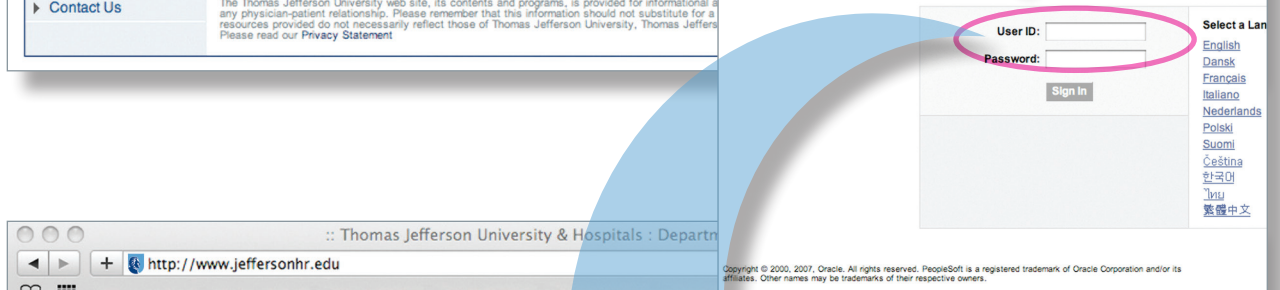 Contact Us
The Thomas Jefferson University web site, its contents and programs, is provided for informational a
any physician-patient relationship. Please remember that this information should not substitute for a
resources provided do not necessarily reflect those of Thomas Jefferson University, Thomas Jeffers
Please read our Privacy Statement
:: Thomas Jefferson University & Hospitals : Departm
http://www.jeffersonhr.edu
User ID:
Password:
Sign In
Select a Lan
English
Dansk
Français
Italiano
Nederlands
Polski
Suomi
Čeština
한국어
ไทย
繁體中文
Copyright © 2000, 2007, Oracle. All rights reserved. PeopleSoft is a registered trademark of Oracle Corporation and/or its
affiliates. Other names may be trademarks of their respective owners.